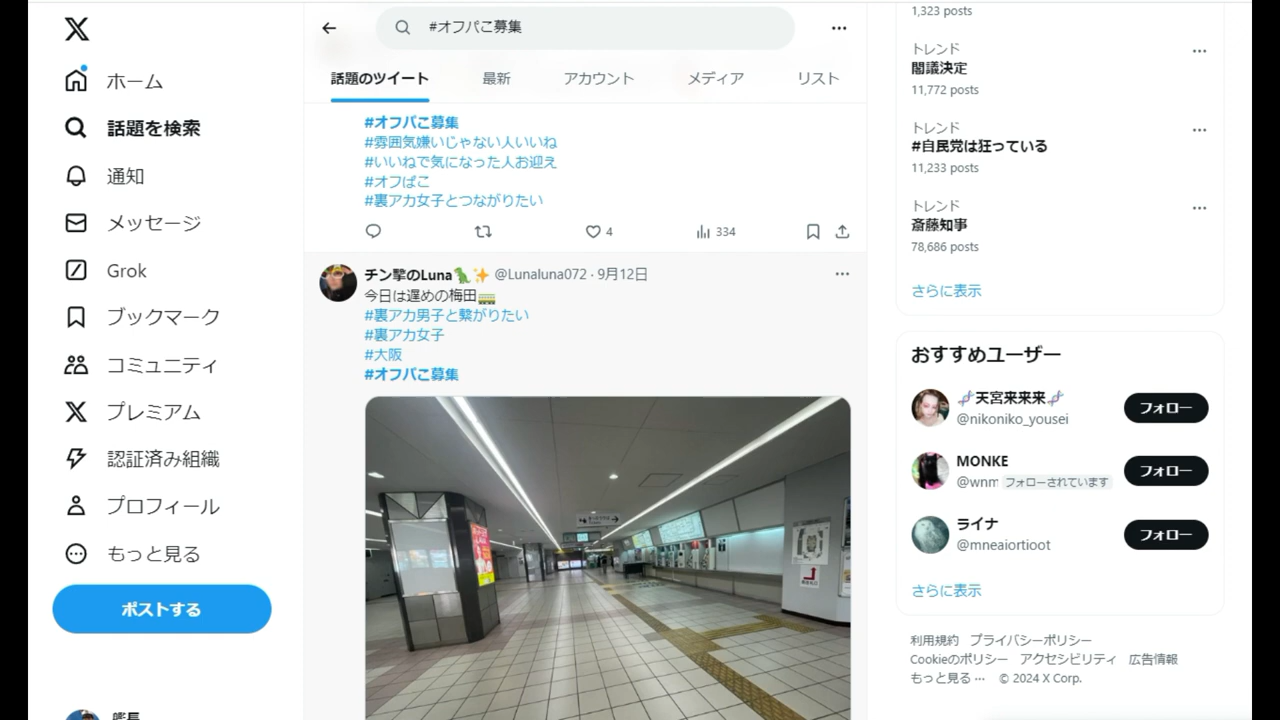 ホーム
話題を検索
通知
メッセージ
Grok
ブックマーク
コミュニティ
プレミアム
認証済み組織
プロフィール
もっと見る
ポストする
艦長
#オフパこ募集
話題のツイート 最新 アカウント メディア リスト
#オフパこ募集
#雰囲気嫌いじゃない人いいね
#いいねで気になった人お迎え
#オフぱこ
#裏アカ女子とつながりたい
4 334
チン撃のLuna @Lunaluna072 · 9月12日
今日は遅めの梅田
#裏アカ男子と繋がりたい
#裏アカ女子
#大阪
#オフパこ募集
1,323 posts
トレンド
閣議決定
11,772 posts
トレンド
#自民党は狂っている
11,233 posts
トレンド
斎藤知事
78,686 posts
さらに表示
おすすめユーザー
天宮来来来
@nikoniko_yousei
フォロー
MONKE
@wnm フォローされています
フォロー
ライナ
@mneaiortioot
フォロー
さらに表示
利用規約 プライバシーポリシー
Cookieのポリシー アクセシビリティ 広告情報
もっと見る ··· © 2024 X Corp.